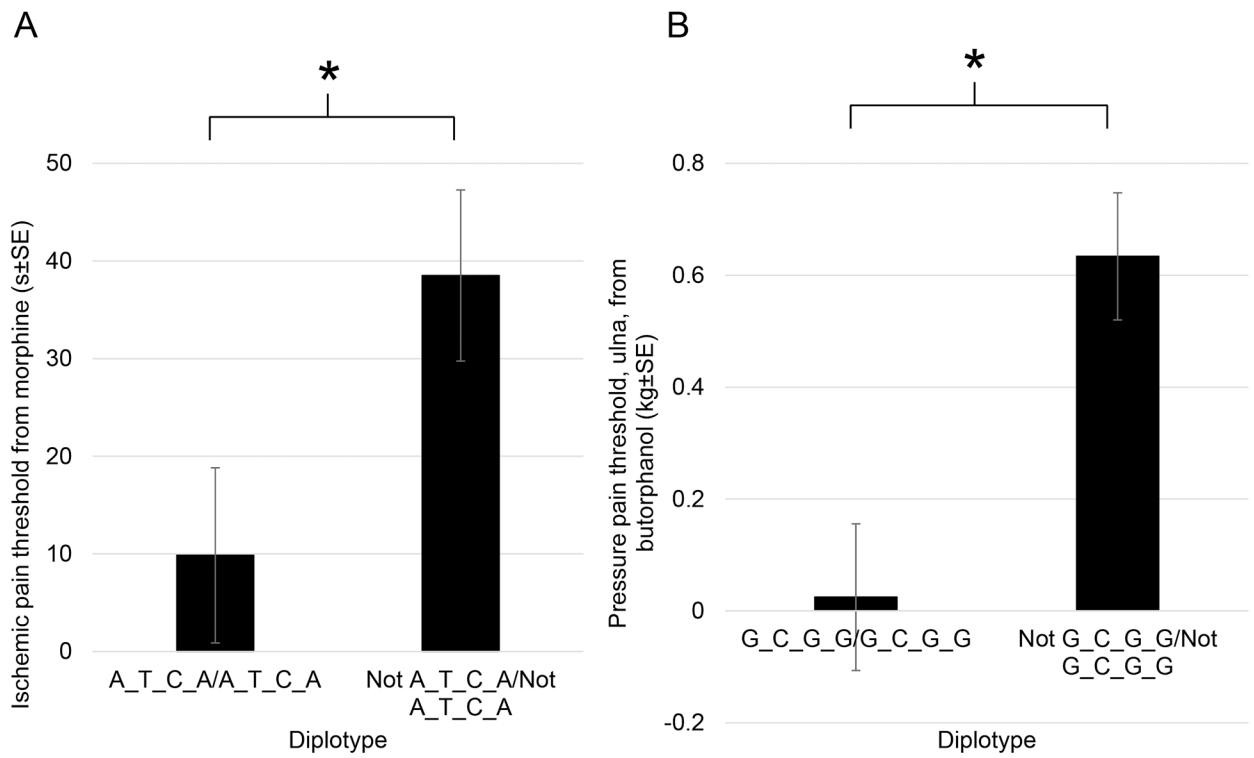 A
*
50
40
30
20
10
0
Ischemic pain threshold from morphine (s±SE)
A_T_C_A/A_T_C_A
Not A_T_C_A/Not
A_T_C_A
Diplotype
B
*
0.8
0.6
0.4
0.2
0
-0.2
Pressure pain threshold, ulna, from
butorphanol (kg±SE)
G_C_G_G/G_C_G_G
Not G_C_G_G/Not
G_C_G_G
Diplotype